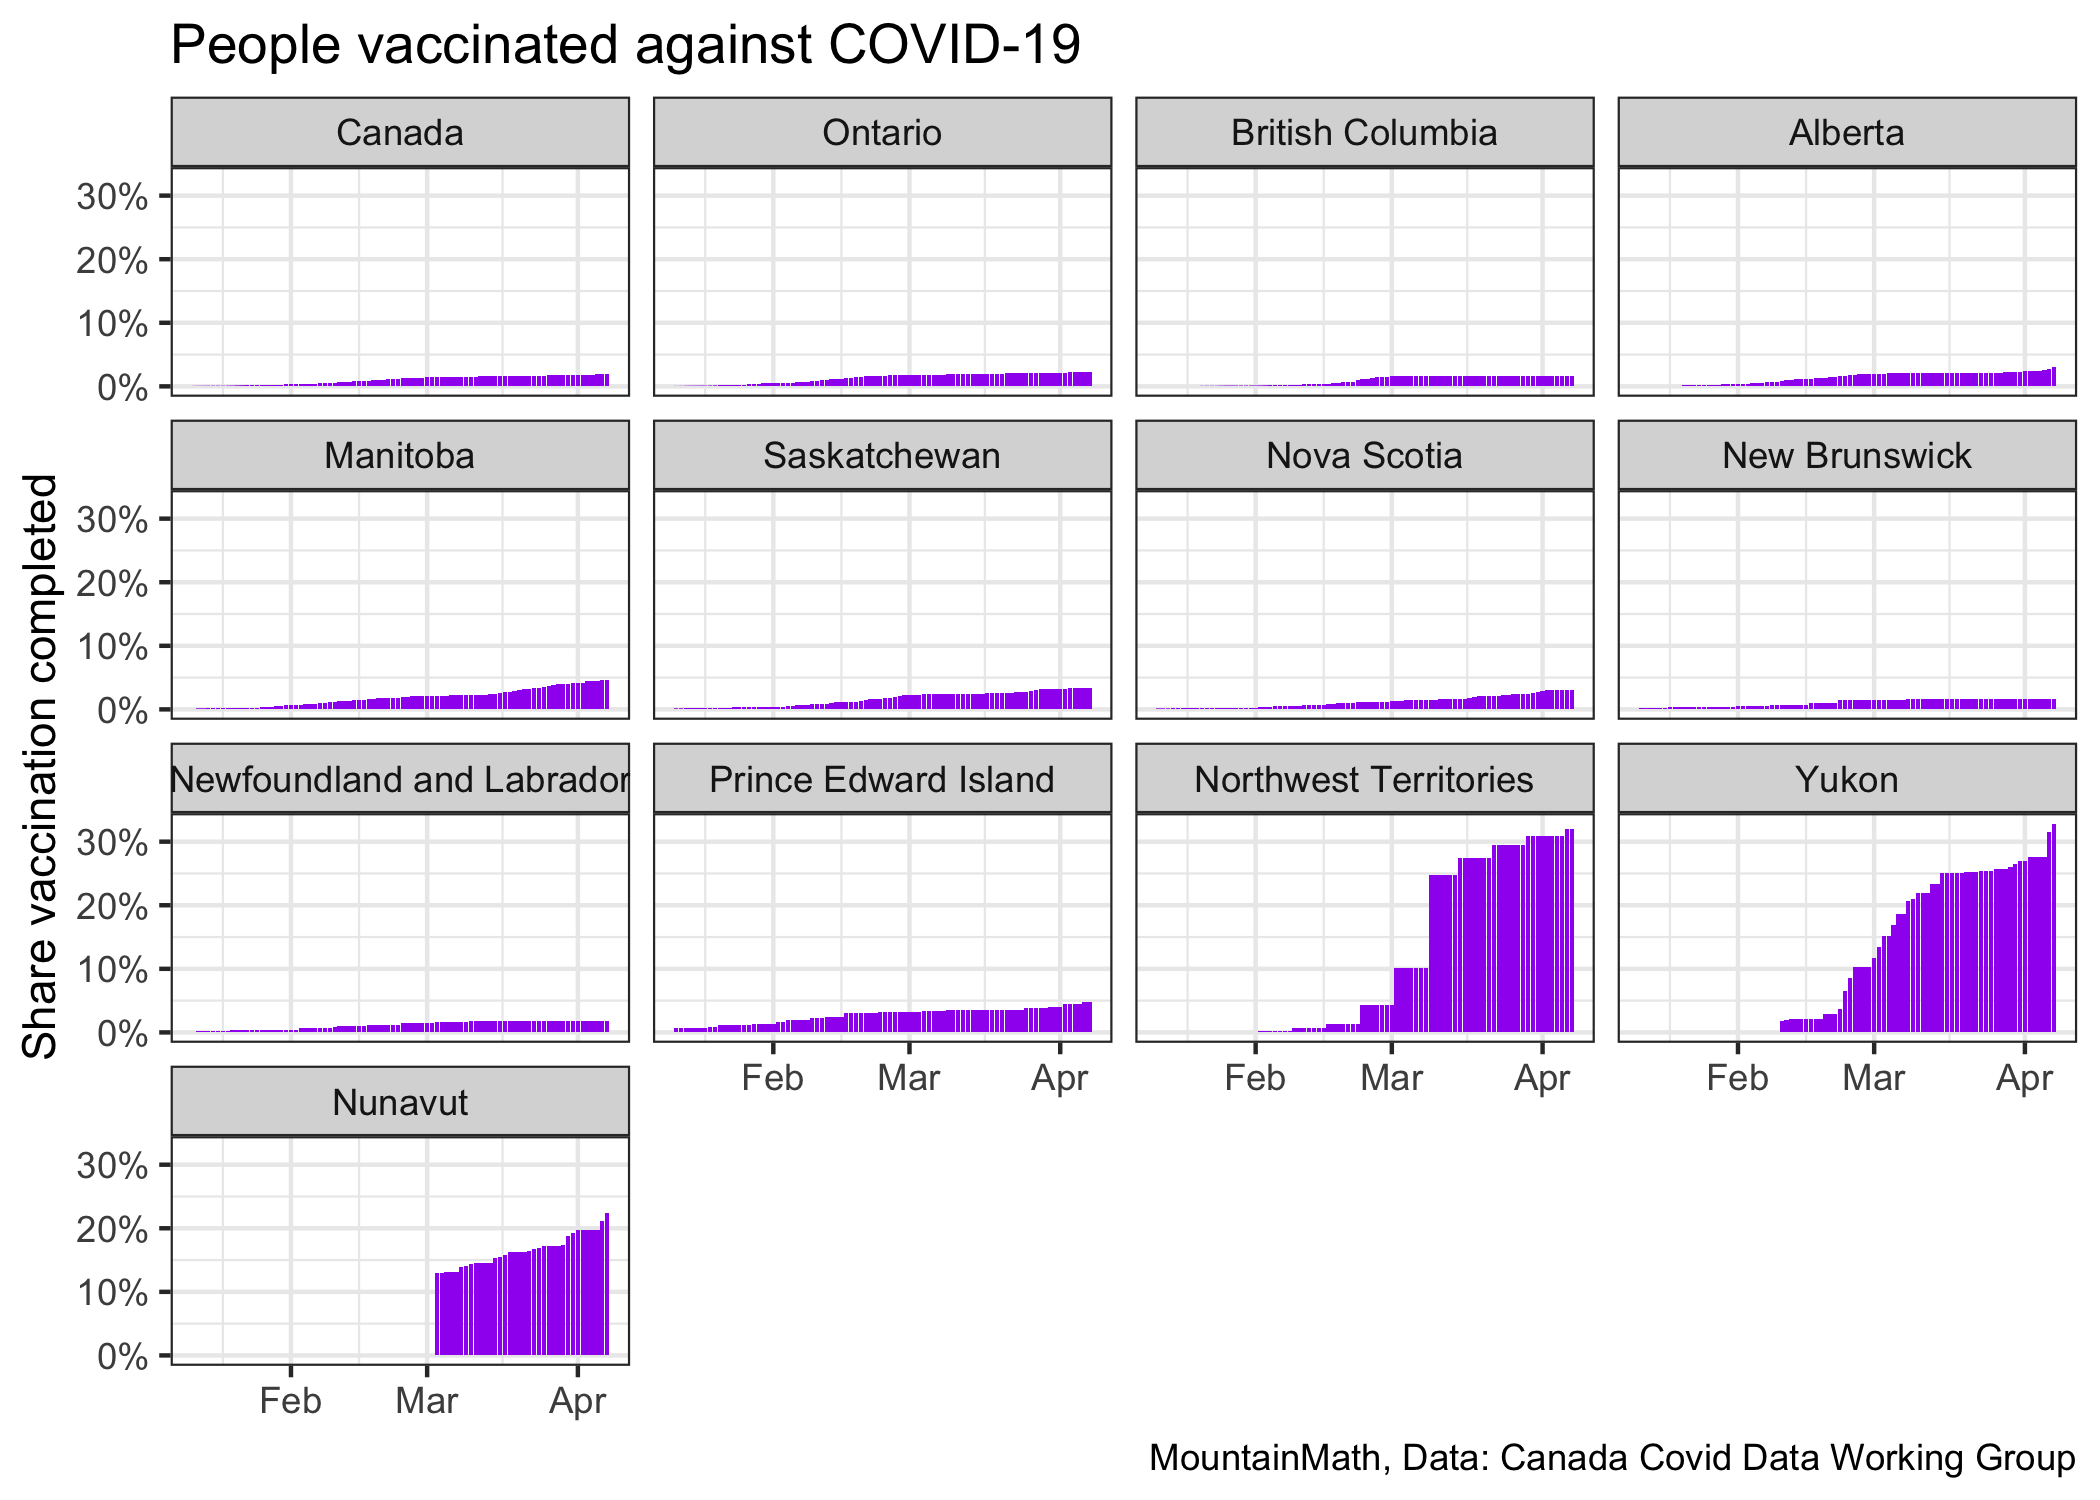 People vaccinated against COVID-19
Share vaccination completed
Canada
Ontario
British Columbia
Alberta
30%
20%
10%
0%
Manitoba
Saskatchewan
Nova Scotia
New Brunswick
30%
20%
10%
0%
Newfoundland and Labrador
Prince Edward Island
Northwest Territories
Yukon
30%
20%
10%
0%
Feb Mar Apr
Feb Mar Apr
Feb Mar Apr
Nunavut
30%
20%
10%
0%
Feb Mar Apr
MountainMath, Data: Canada Covid Data Working Group